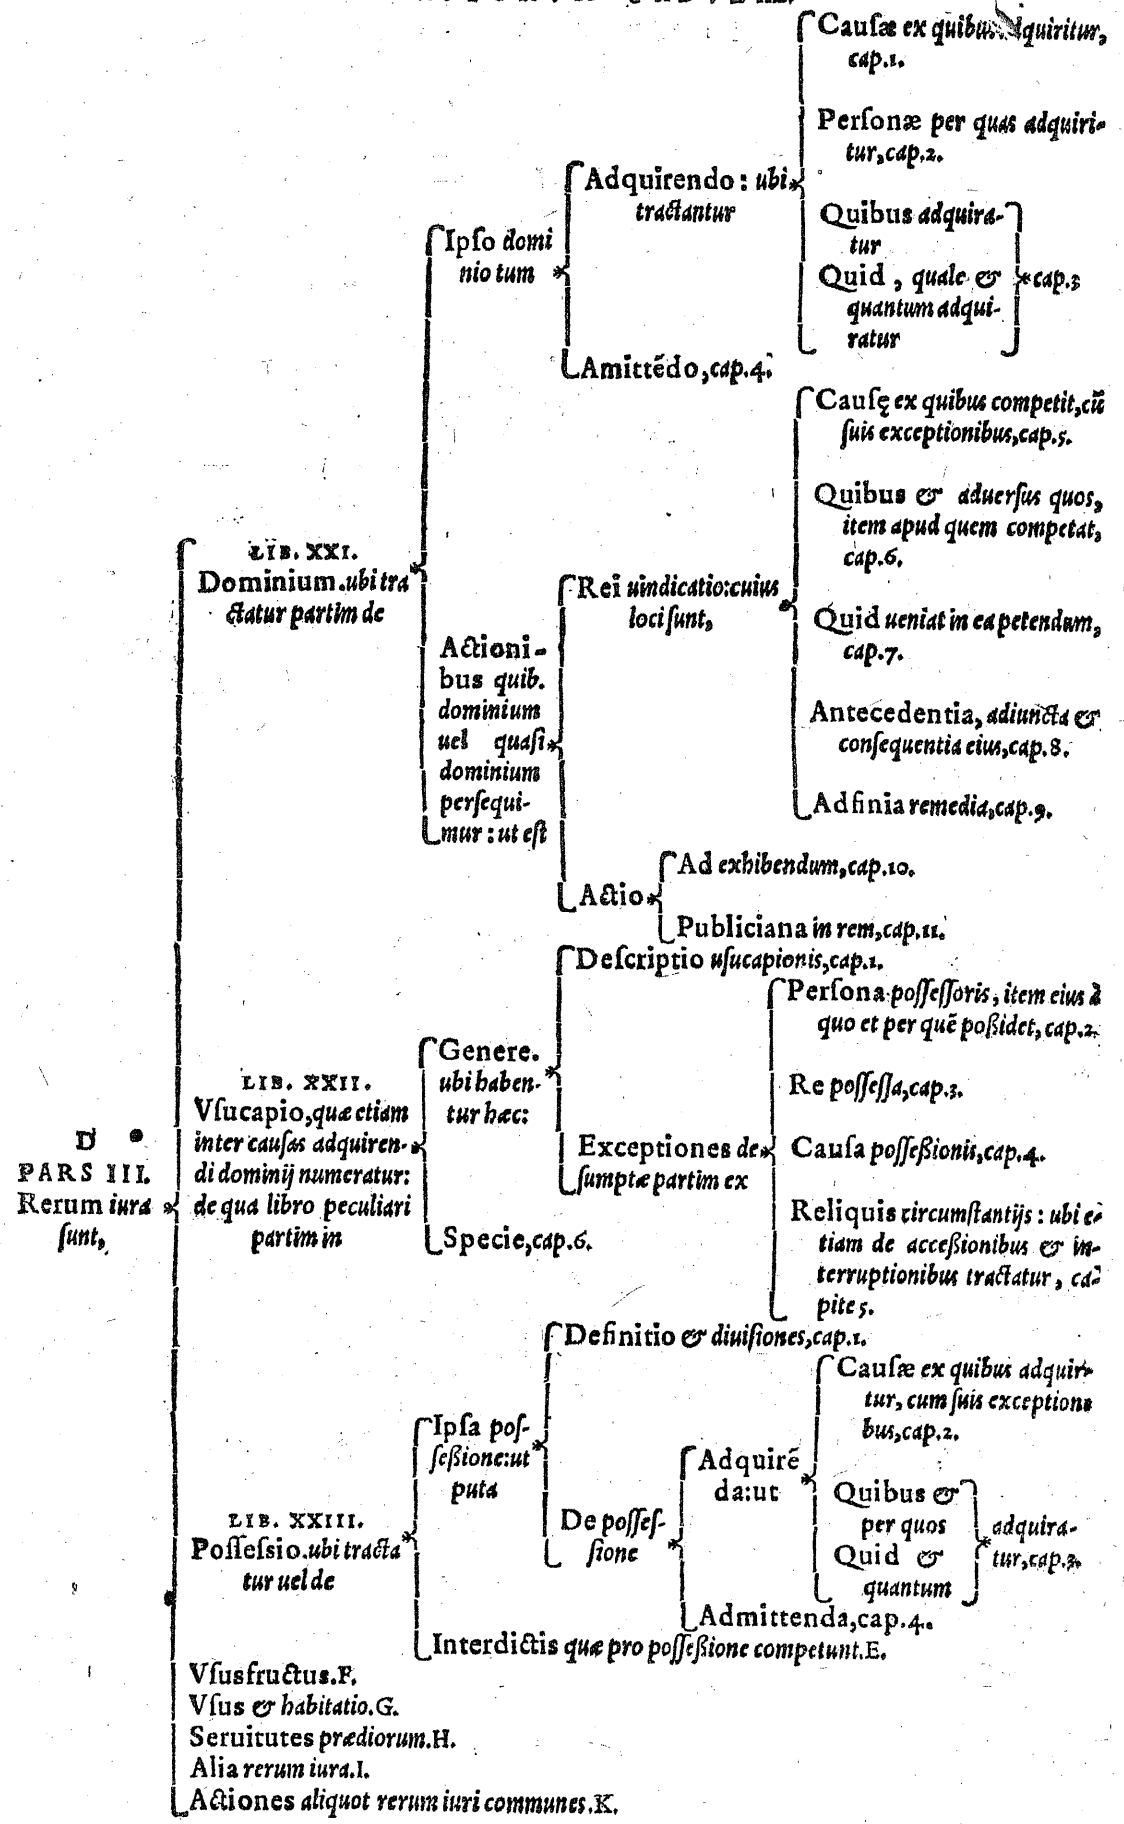 D
PARS III.
Rerum iura
ſunt,
LIB. XXI.
Dominium.ubi tra
ctatur partim de
Ipſo domi
nio tum
Adquirendo: ubi
tractantur
Cauſæ ex quibus adquiritur,
cap.1.
Perſonæ per quas adquiri-
tur,cap.2.
Quibus adquira-
tur
Quid, quale &
quantum adqui-
ratur
cap.3
Amittēdo,cap.4.
Actioni-
bus quib.
dominium
uel quaſi
dominium
perſequi-
mur: ut eſt
Rei uindicatio:cuius
loci ſunt,
Cauſę ex quibus competit,cū
ſuis exceptionibus,cap.5.
Quibus & aduerſus quos,
item apud quem competat,
cap.6.
Quid ueniat in ea petendum,
cap.7.
Antecedentia, adiuncta &
conſequentia eius,cap.8.
Adfinia remedia,cap.9.
Actio
Ad exhibendum,cap.10.
Publiciana in rem,cap.11.
LIB. XXII.
Vſucapio,quæ etiam
inter cauſas adquiren-
di dominij numeratur:
de qua libro peculiari
partim in
Genere.
ubi haben-
tur hæc:
Deſcriptio uſucapionis,cap.1.
Exceptiones de
ſumptæ partim ex
Perſona poſſeſſoris, item eius à
quo et per quē poßidet, cap.2.
Re poſſeſſa,cap.3.
Cauſa poſſeßionis,cap.4.
Reliquis circumſtantijs: ubi e-
tiam de acceßionibus & in-
terruptionibus tractatur, ca-
pite 5.
Specie,cap.6.
LIB. XXIII.
Poſſeſsio.ubi tracta
tur uel de
Ipſa poſ-
ſeßione:ut
puta
Definitio & diuiſiones,cap.1.
De poſſeſ-
ſione
Adquirē
da:ut
Cauſæ ex quibus adquiri-
tur, cum ſuis exceptioni
bus,cap.2.
Quibus &
per quos
Quid &
quantum
adquira-
tur,cap.3.
Admittenda,cap.4.
Interdictis quæ pro poſſeßione competunt.E.
Vſusfructus.F.
Vſus & habitatio.G.
Seruitutes prædiorum.H.
Alia rerum iura.I.
Actiones aliquot rerum iuri communes.K.